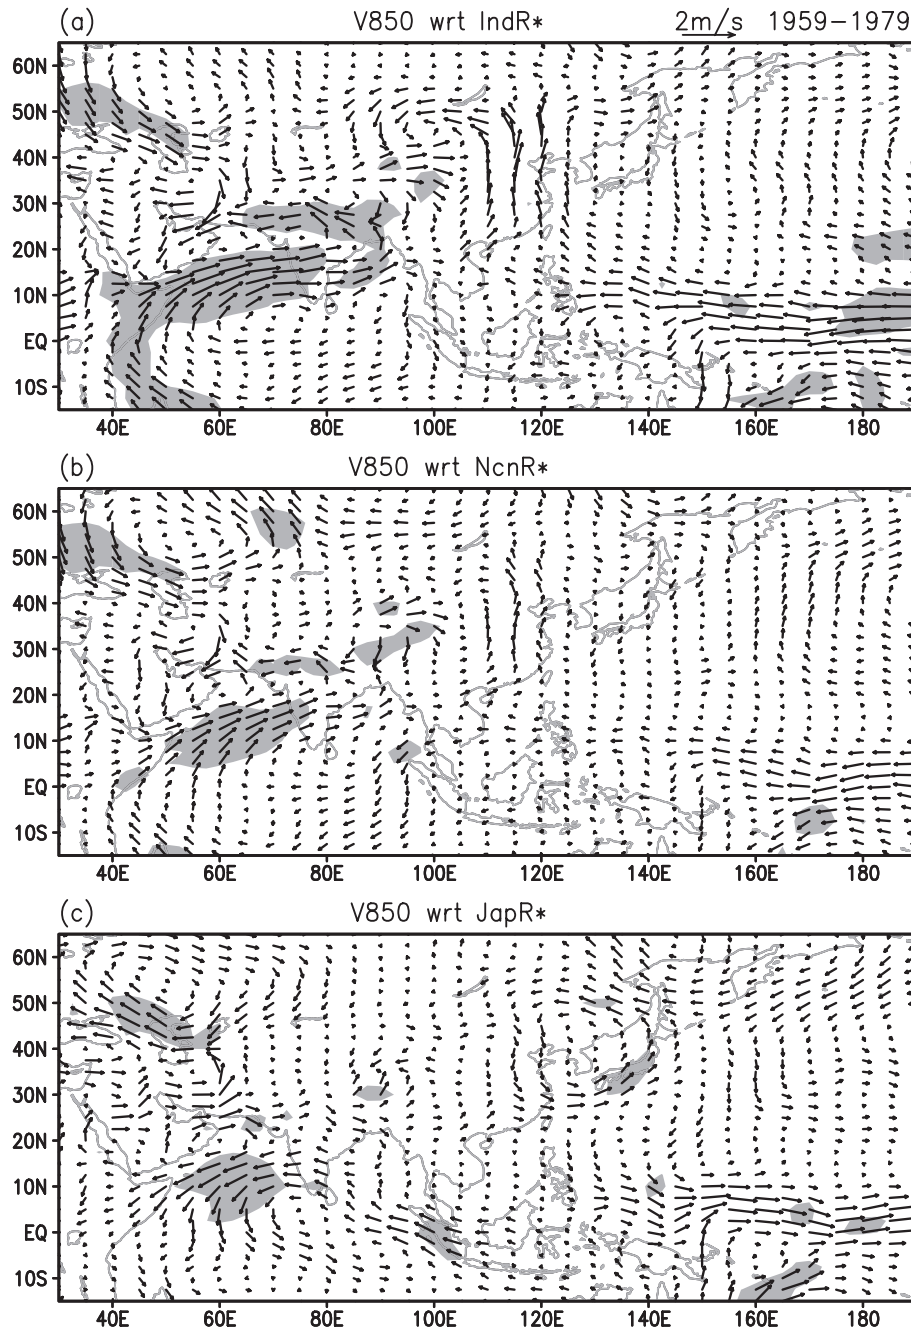 (a) V850 wrt IndR* 2m/s 1959−1979
60N
50N
40N
30N
20N
10N
EQ
10S
40E 60E 80E 100E 120E 140E 160E 180
(b) V850 wrt NcnR*
60N
50N
40N
30N
20N
10N
EQ
10S
40E 60E 80E 100E 120E 140E 160E 180
(c) V850 wrt JapR*
60N
50N
40N
30N
20N
10N
EQ
10S
40E 60E 80E 100E 120E 140E 160E 180